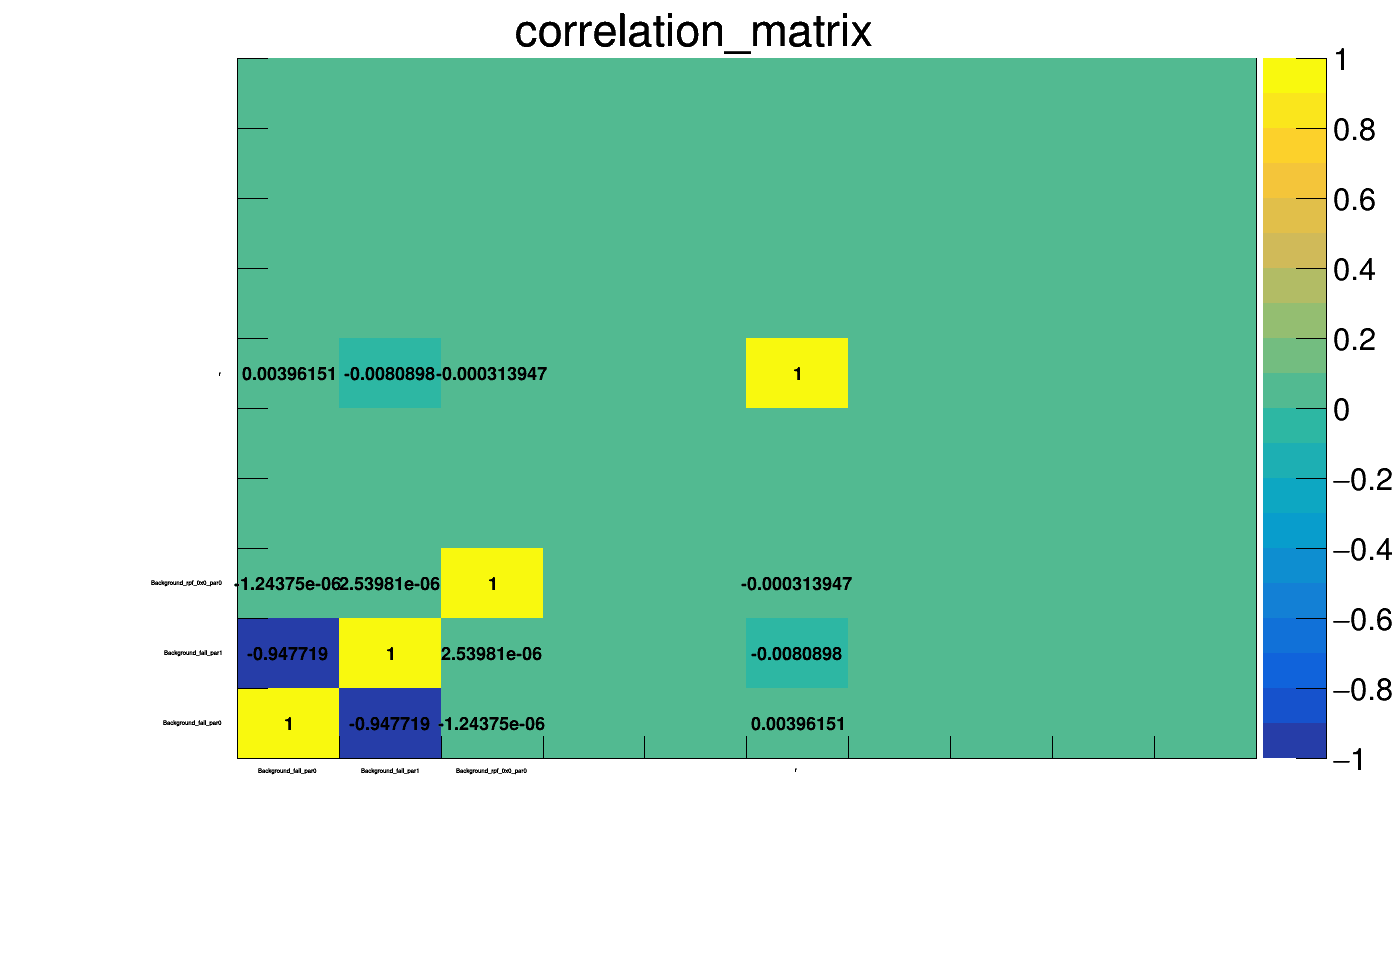 correlation_matrix
1
0.8
0.6
0.4
0.2
0
−0.2
−0.4
−0.6
−0.8
−1
r 0.00396151 -0.0080898 -0.000313947 1
Background_rpf_0x0_par0 -1.24375e-06 2.53981e-06 1 -0.000313947
Background_fail_par1 -0.947719 1 2.53981e-06 -0.0080898
Background_fail_par0 1 -0.947719 -1.24375e-06 0.00396151
Background_fail_par0 Background_fail_par1 Background_rpf_0x0_par0 r